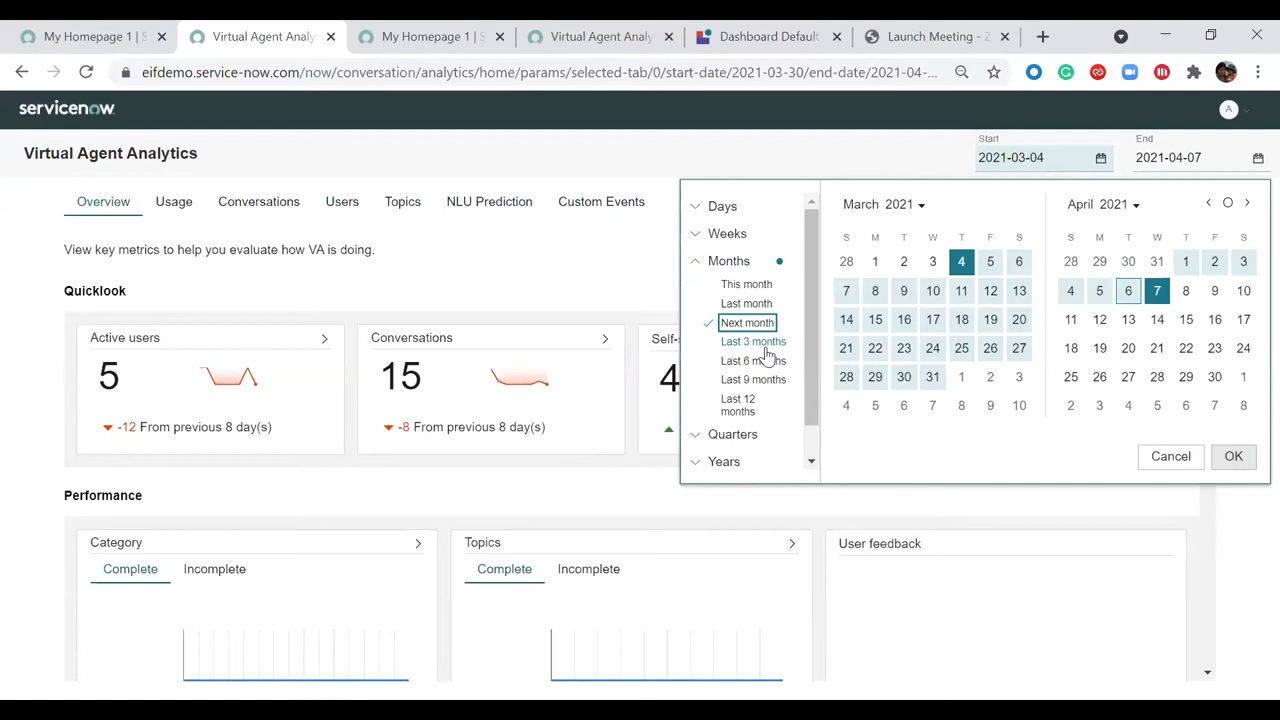 My Homepage 1 | S
Virtual Agent Analy
My Homepage 1 | S
Virtual Agent Analy
Dashboard Default
Launch Meeting - Z
eifdemo.service-now.com/now/conversation/analytics/home/params/selected-tab/0/start-date/2021-03-30/end-date/2021-04-...
servicenow
A
Virtual Agent Analytics
Start
2021-03-04
End
2021-04-07
Overview Usage Conversations Users Topics NLU Prediction Custom Events
View key metrics to help you evaluate how VA is doing.
Quicklook
Active users
5
-12 From previous 8 day(s)
Conversations
15
-8 From previous 8 day(s)
Self-
4
Days
Weeks
Months
This month
Last month
Next month
Last 3 months
Last 6 months
Last 9 months
Last 12
months
Quarters
Years
March 2021
S M T W T F S
28 1 2 3 4 5 6
7 8 9 10 11 12 13
14 15 16 17 18 19 20
21 22 23 24 25 26 27
28 29 30 31 1 2 3
4 5 6 7 8 9 10
April 2021
S M T W T F S
28 29 30 31 1 2 3
4 5 6 7 8 9 10
11 12 13 14 15 16 17
18 19 20 21 22 23 24
25 26 27 28 29 30 1
2 3 4 5 6 7 8
Cancel OK
Performance
Category
Complete Incomplete
Topics
Complete Incomplete
User feedback